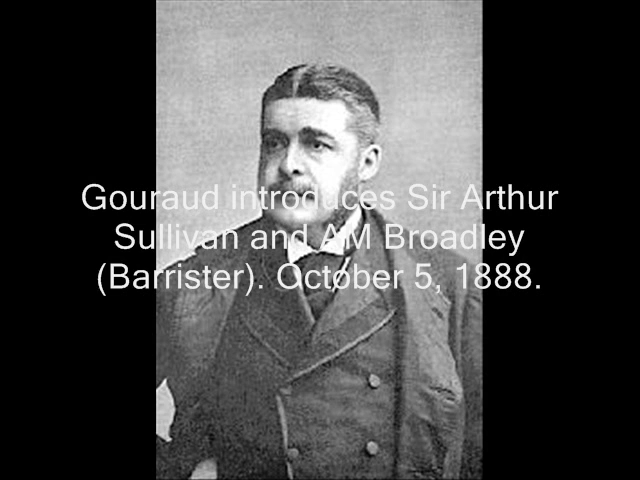 Gouraud introduces Sir Arthur
Sullivan and AM Broadley
(Barrister). October 5, 1888.